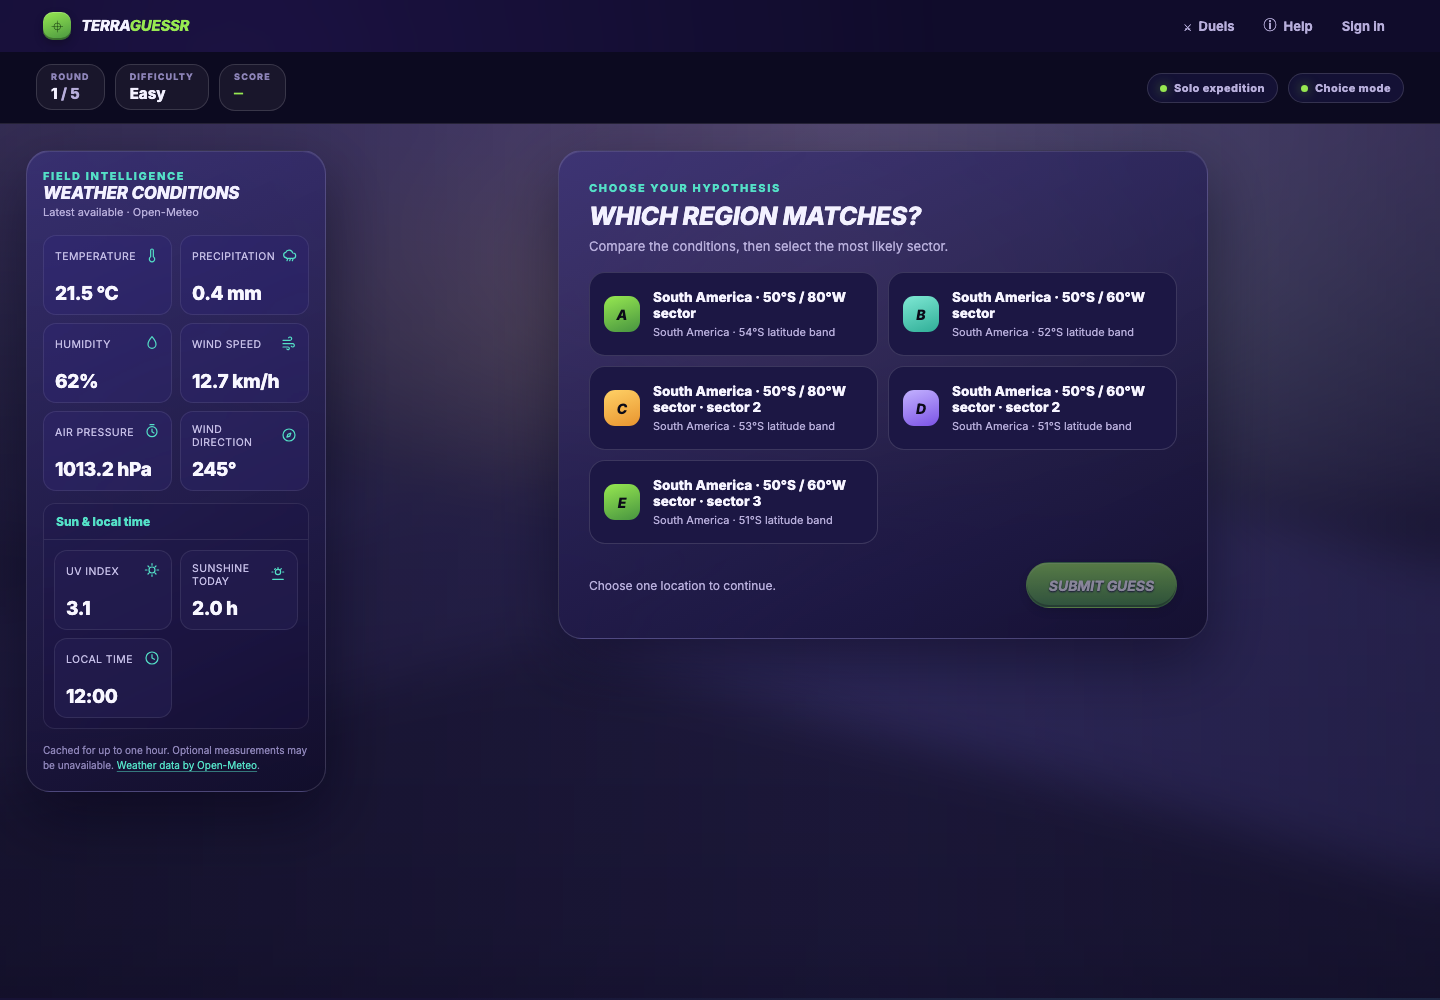 TERRAGUESSR
Duels
Help
Sign in
ROUND
1 / 5
DIFFICULTY
Easy
SCORE
–
Solo expedition
Choice mode
FIELD INTELLIGENCE
WEATHER CONDITIONS
Latest available · Open-Meteo
TEMPERATURE
21.5 °C
PRECIPITATION
0.4 mm
HUMIDITY
62%
WIND SPEED
12.7 km/h
AIR PRESSURE
1013.2 hPa
WIND
DIRECTION
245°
Sun & local time
UV INDEX
3.1
SUNSHINE
TODAY
2.0 h
LOCAL TIME
12:00
Cached for up to one hour. Optional measurements may
be unavailable. Weather data by Open-Meteo.
CHOOSE YOUR HYPOTHESIS
WHICH REGION MATCHES?
Compare the conditions, then select the most likely sector.
A
South America · 50°S / 80°W
sector
South America · 54°S latitude band
B
South America · 50°S / 60°W
sector
South America · 52°S latitude band
C
South America · 50°S / 80°W
sector · sector 2
South America · 53°S latitude band
D
South America · 50°S / 60°W
sector · sector 2
South America · 51°S latitude band
E
South America · 50°S / 60°W
sector · sector 3
South America · 51°S latitude band
Choose one location to continue.
SUBMIT GUESS